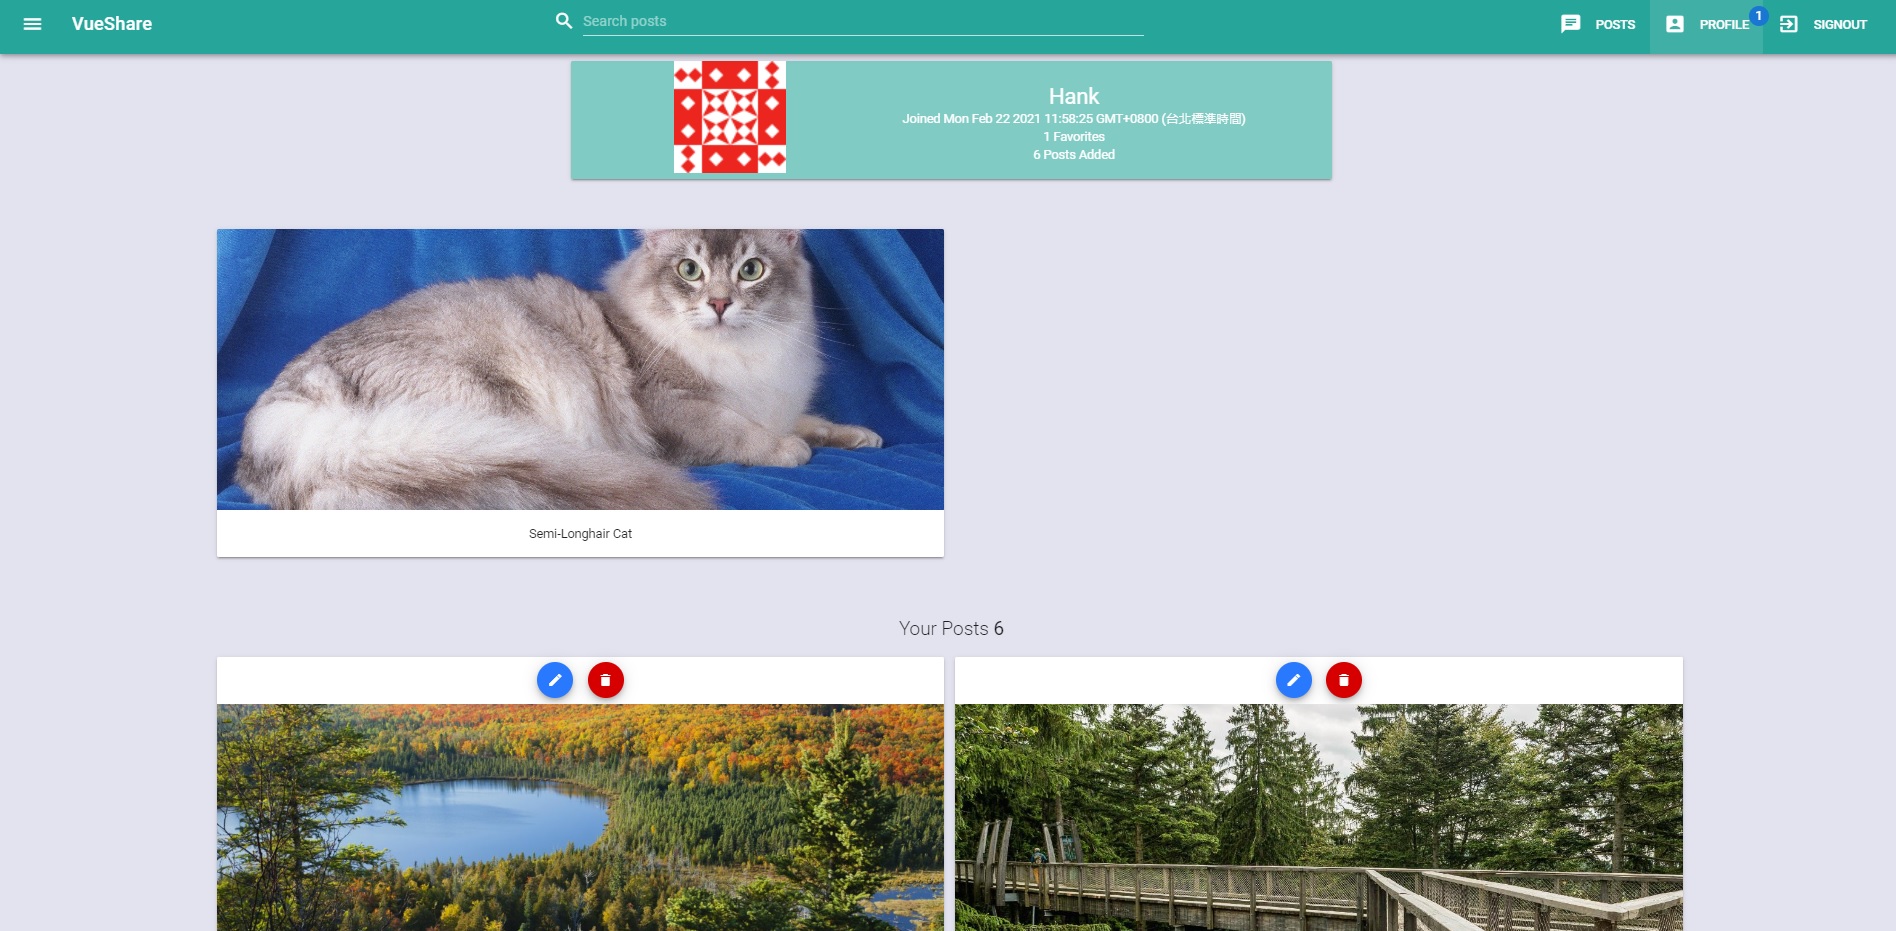 VueShare
Search posts
POSTS
PROFILE
1
SIGNOUT
Hank
Joined Mon Feb 22 2021 11:58:25 GMT+0800 (台北標準時間)
1 Favorites
6 Posts Added
Semi-Longhair Cat
Your Posts 6